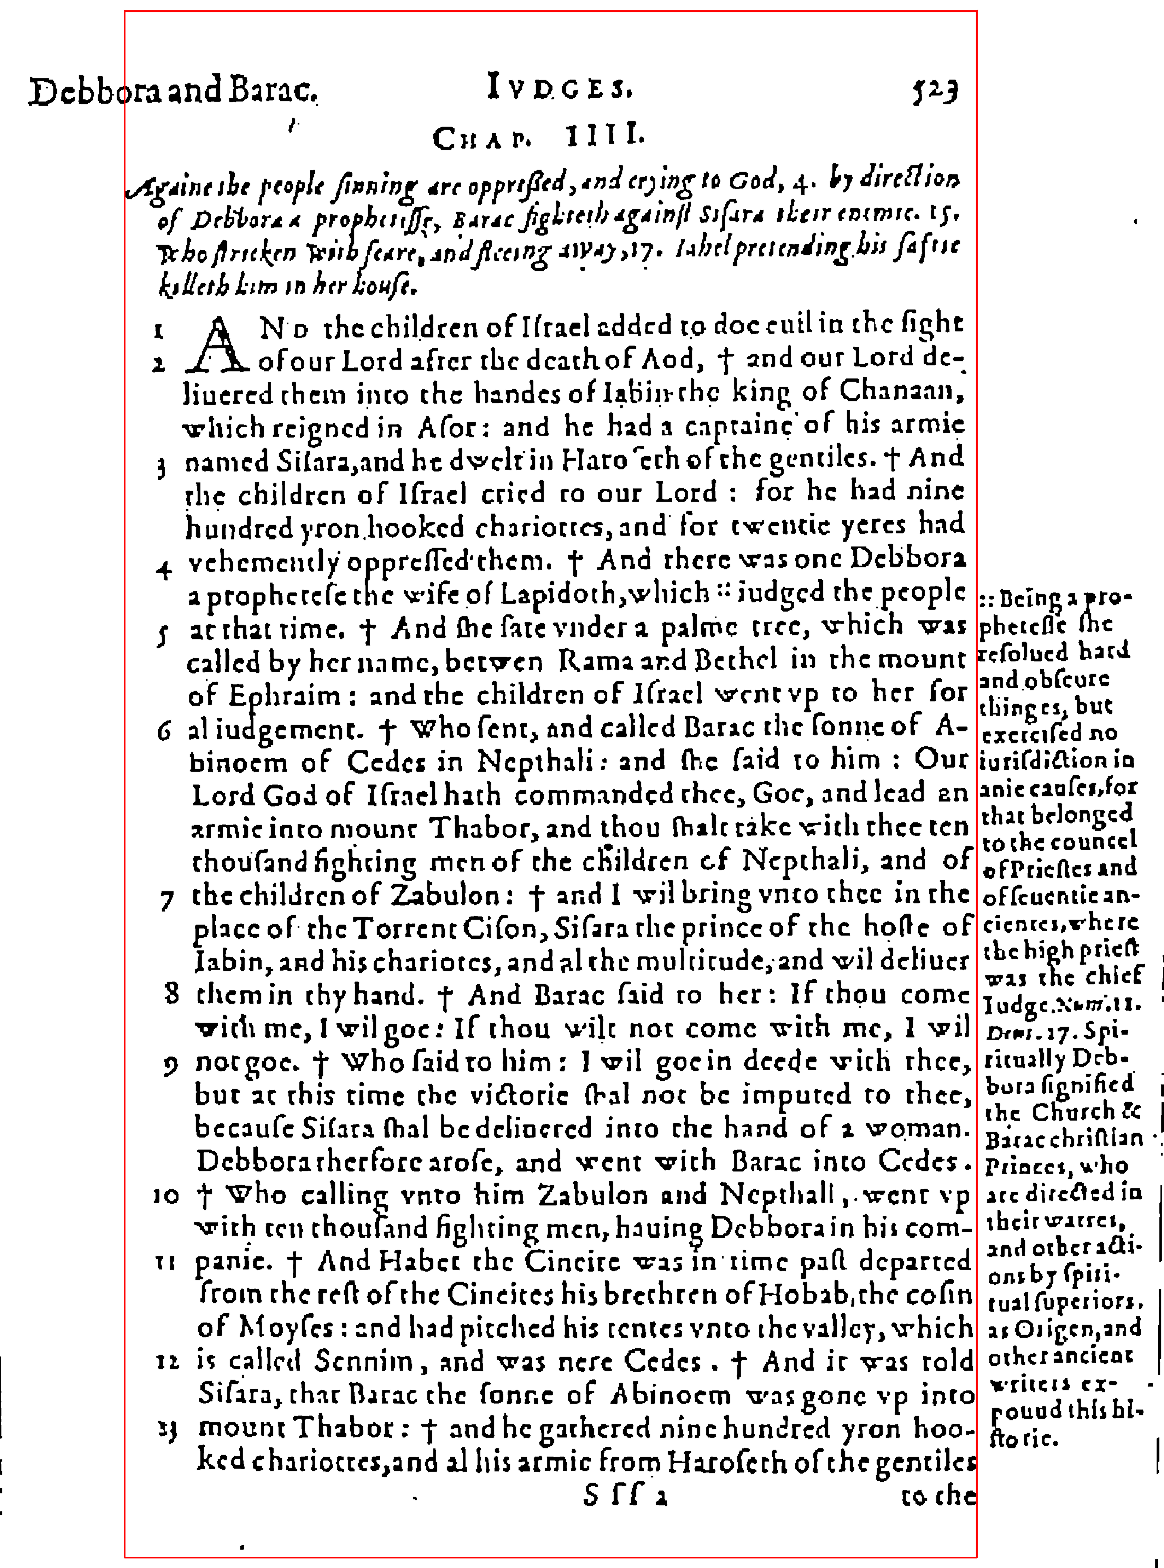 Debbora and Barac. IVDGES. 523
CHAP. IIII.
Againe the people sinning are oppreßed, and crying to God, 4. by direction
of Debbora a prophetisse, Barac fighteth against Sisara their enimie. 15.
Who stricken with feare, and fleeing away, 17. Iahel pretending his saftie
killeth him in her house.
1 AND the children of Iſrael added to doe euil in the ſight
2 of our Lord after the death of Aod, † and our Lord de-
liuered them into the handes of Iabin the king of Chanaan,
which reigned in Aſor: and he had a captaine of his armie
3 named Siſara, and he dwelt in Haroſeth of the gentiles. † And
the children of Iſrael cried to our Lord : for he had nine
hundred yron hooked chariottes, and for twentie yeres had
4 vehemently oppreſſed them. † And there was one Debbora
a propheteſe the wife of Lapidoth, which :: iudged the people
5 at that time. † And ſhe ſate vnder a palme tree, which was
called by her name, betwen Rama and Bethel in the mount
of Ephraim : and the children of Iſrael went vp to her for
6 al iudgement. † Who ſent, and called Barac the ſonne of A-
binoem of Cedes in Nepthali: and ſhe ſaid to him : Our
Lord God of Iſrael hath commanded thee, Goe, and lead an
armie into mount Thabor, and thou ſhalt take with thee ten
thouſand fighting men of the children of Nepthali, and of
7 the children of Zabulon: † and I wil bring vnto thee in the
place of the Torrent Ciſon, Siſara the prince of the hoſte of
Iabin, and his chariotes, and al the multitude, and wil deliuer
8 them in thy hand. † And Barac ſaid to her: If thou come
with me, I wil goe: If thou wilt not come with me, I wil
9 not goe. † Who ſaid to him : I wil goe in deede with thee,
but at this time the victorie ſhal not be imputed to thee,
becauſe Siſara ſhal be deliuered into the hand of a woman.
Debbora therfore aroſe, and went with Barac into Cedes.
10 † Who calling vnto him Zabulon and Nepthali, went vp
with ten thouſand fighting men, hauing Debbora in his com-
11 panie. † And Haber the Cineite was in time paſt departed
from the reſt of the Cineites his brethren of Hobab, the coſin
of Moyſes : and had pitched his tentes vnto the valley, which
12 is called Sennim, and was nere Cedes. † And it was told
Siſara, that Barac the ſonne of Abinoem was gone vp into
13 mount Thabor : † and he gathered nine hundred yron hoo-
ked chariottes, and al his armie from Haroſeth of the gentiles
Sſſ 2 to the
:: Being a pro-
pheteſſe ſhe
reſolued hard
and obſcure
thinges, but
exerciſed no
iuriſdiction in
anie cauſes, for
that belonged
to the councel
of Prieſtes and
of ſeuentie an-
cientes, where
the high prieſt
was the chief
Iudge. Num. 11.
Deut. 17. Spi-
ritually Deb-
bora ſignified
the Church &
Barac chriſtian
Princes, who
are directed in
their warres,
and other acti-
ons by ſpiri-
tual ſuperiors,
as Origen, and
other ancient
writers ex-
pound this hi-
ſtorie.